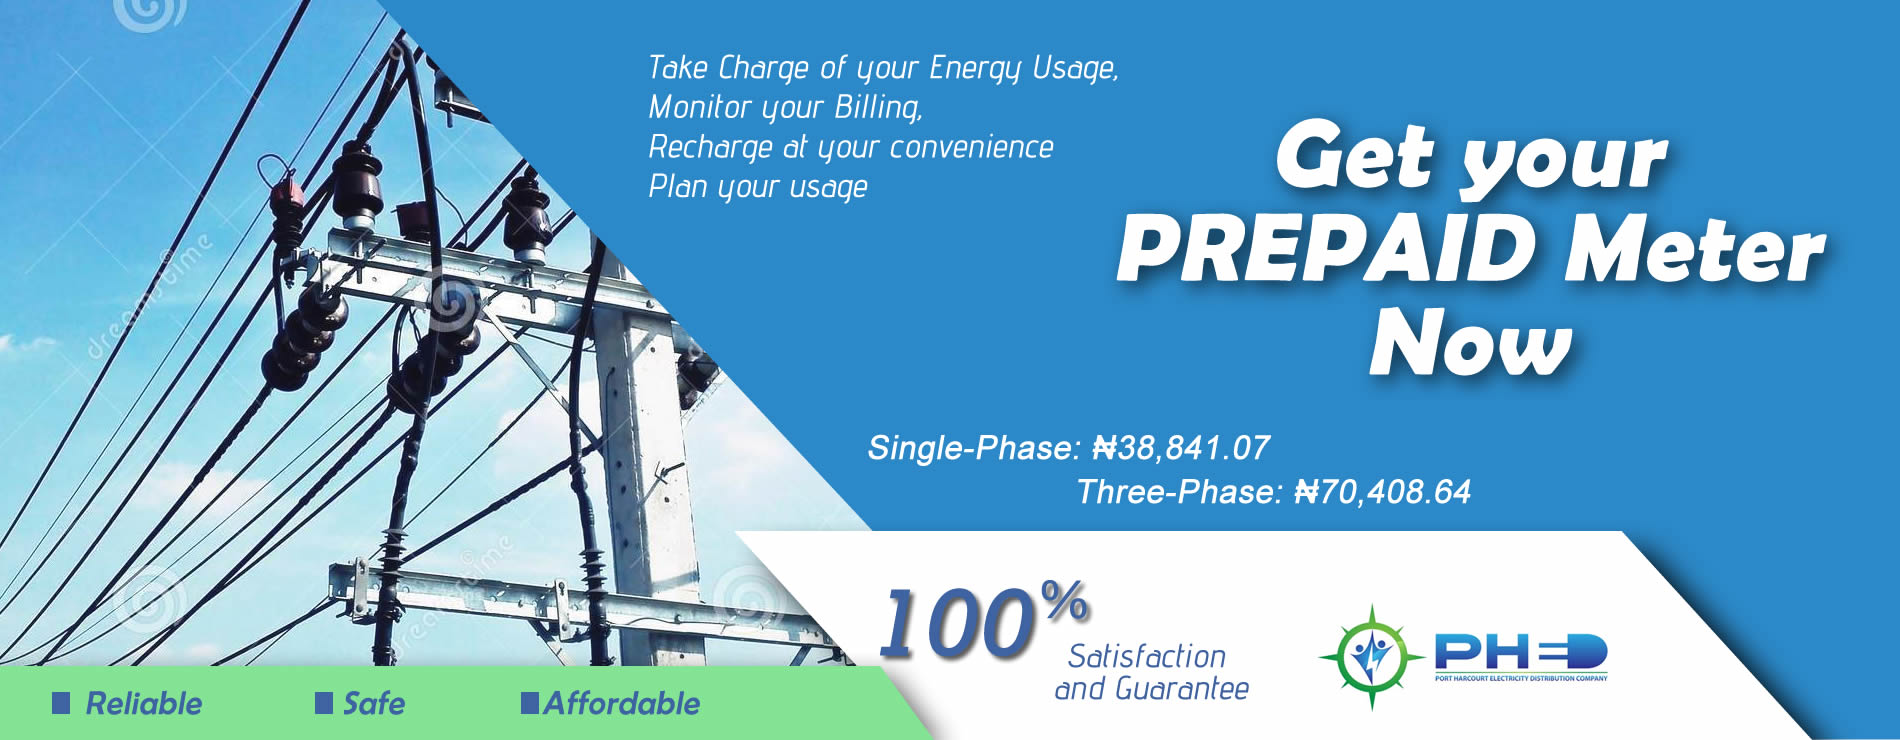 Take Charge of your Energy Usage,
Monitor your Billing,
Recharge at your convenience
Plan your usage
Get your
PREPAID Meter
Now
Single-Phase: ₦38,841.07
Three-Phase: ₦70,408.64
100%
Satisfaction
and Guarantee
PHED
PORT HARCOURT ELECTRICITY DISTRIBUTION COMPANY
Reliable
Safe
Affordable
dreamstime
dreamstime